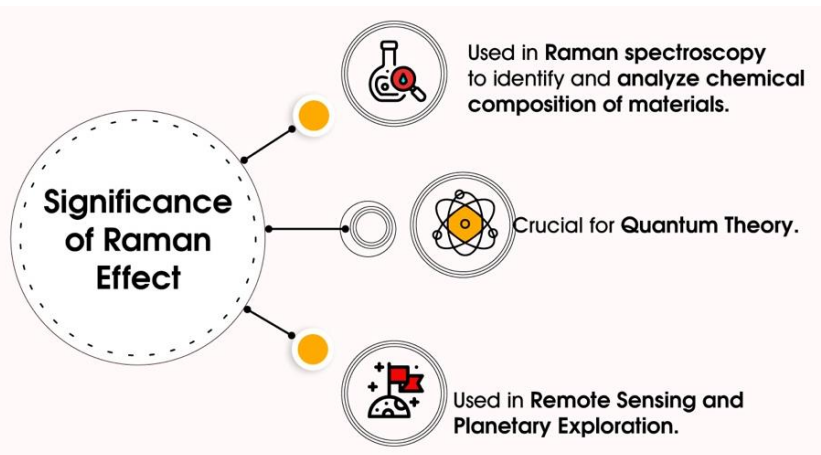 Significance
of Raman
Effect
Used in Raman spectroscopy
to identify and analyze chemical
composition of materials.
Crucial for Quantum Theory.
Used in Remote Sensing and
Planetary Exploration.